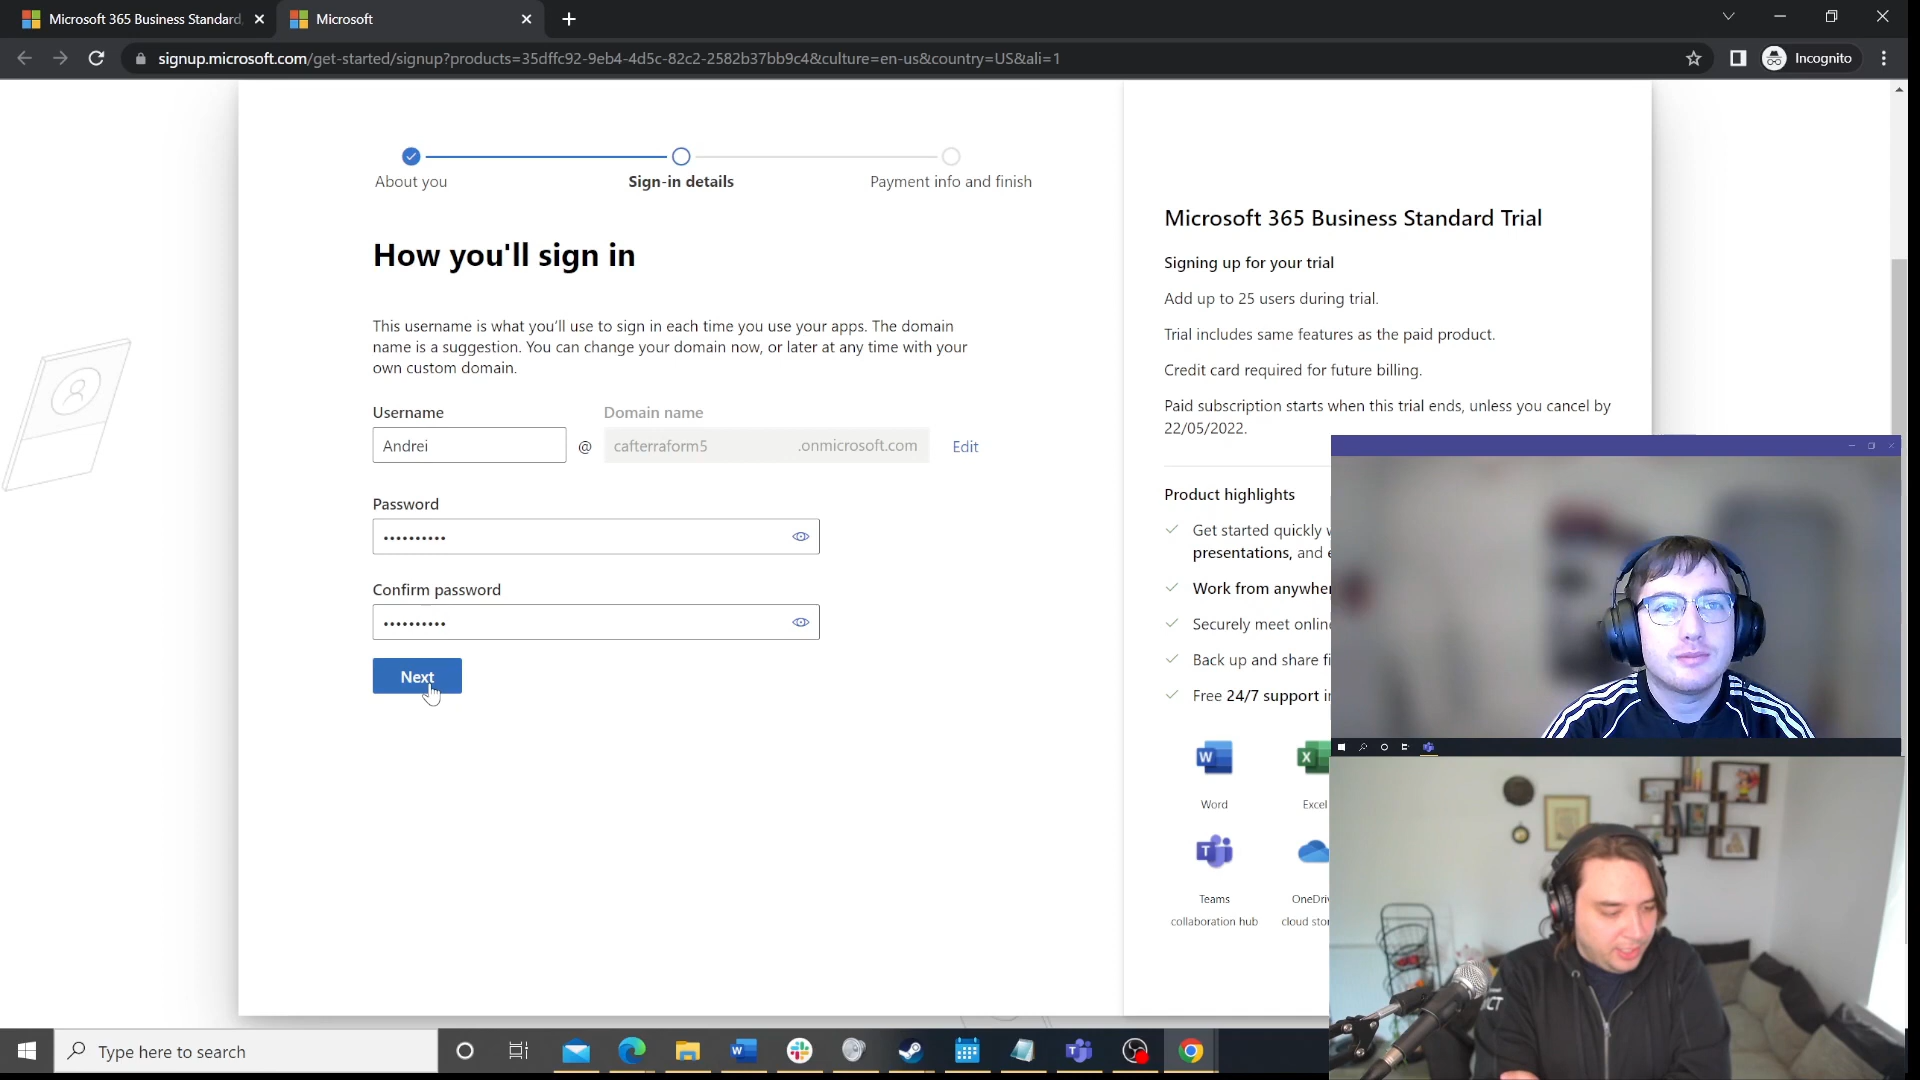 Microsoft 365 Business Standard
Microsoft
signup.microsoft.com/get-started/signup?products=35dffc92-9eb4-4d5c-82c2-2582b37bb9c4&culture=en-us&country=US&ali=1
Incognito
About you
Sign-in details
Payment info and finish
How you'll sign in
This username is what you'll use to sign in each time you use your apps. The domain
name is a suggestion. You can change your domain now, or later at any time with your
own custom domain.
Username
Domain name
Andrei
@
cafterraform5
.onmicrosoft.com
Edit
Password
Confirm password
Next
Microsoft 365 Business Standard Trial
Signing up for your trial
Add up to 25 users during trial.
Trial includes same features as the paid product.
Credit card required for future billing.
Paid subscription starts when this trial ends, unless you cancel by
22/05/2022.
Product highlights
Get started quickly
presentations, and
Work from anywhe
Securely meet onlin
Back up and share fi
Free 24/7 support i
Word
Excel
Teams
collaboration hub
OneDri
cloud stor
Type here to search